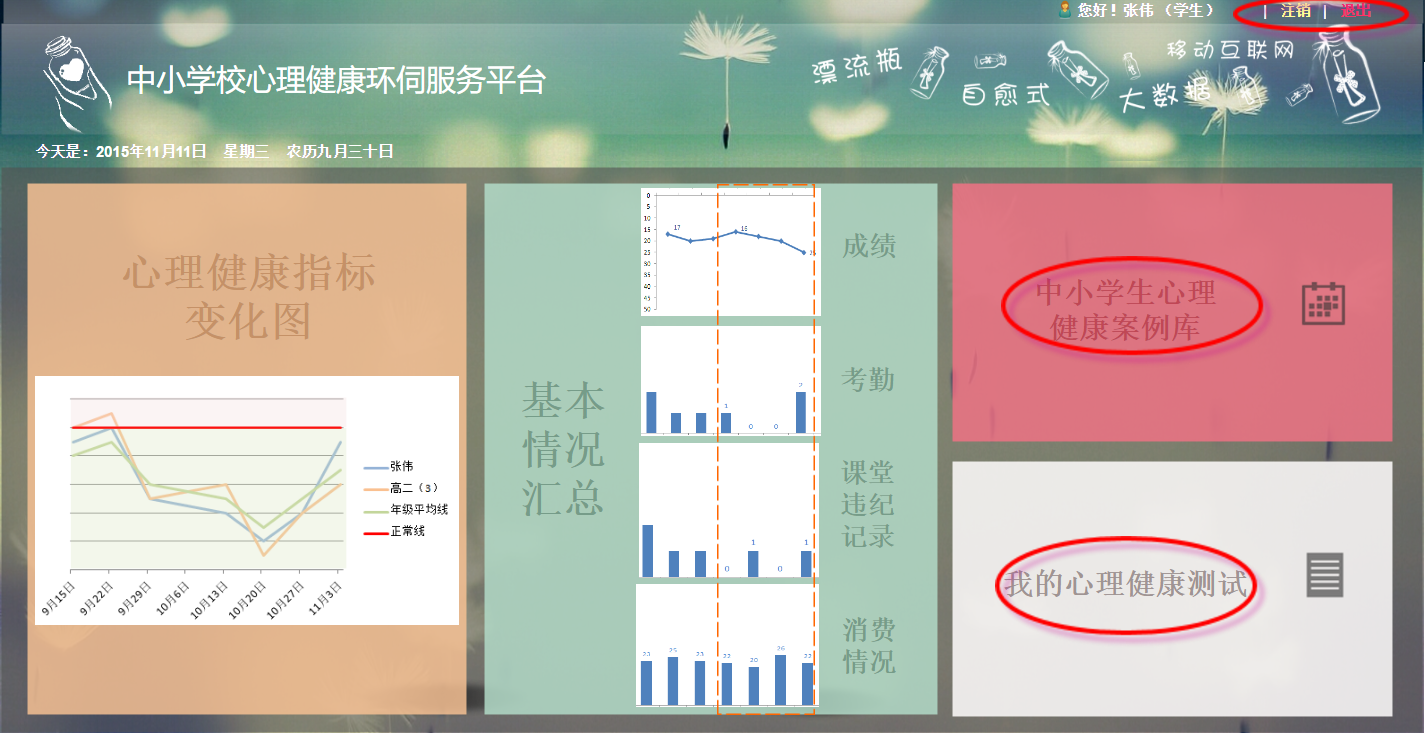 您好！张伟（学生） | 注销 | 退出
中小学校心理健康环伺服务平台
漂流瓶
自愈式
移动互联网
大数据
今天是：2015年11月11日 星期三 农历九月三十日
心理健康指标
变化图
张伟
高二（3）
年级平均线
正常线
9月15日
9月22日
9月29日
10月6日
10月13日
10月20日
10月27日
11月3日
基本
情况
汇总
0
5
10
15
20
25
30
35
40
45
50
17
16
25
成绩
1
0
0
2
考勤
0
1
0
1
课堂
违纪
记录
23
25
23
22
20
26
22
消费
情况
中小学生心理
健康案例库
我的心理健康测试